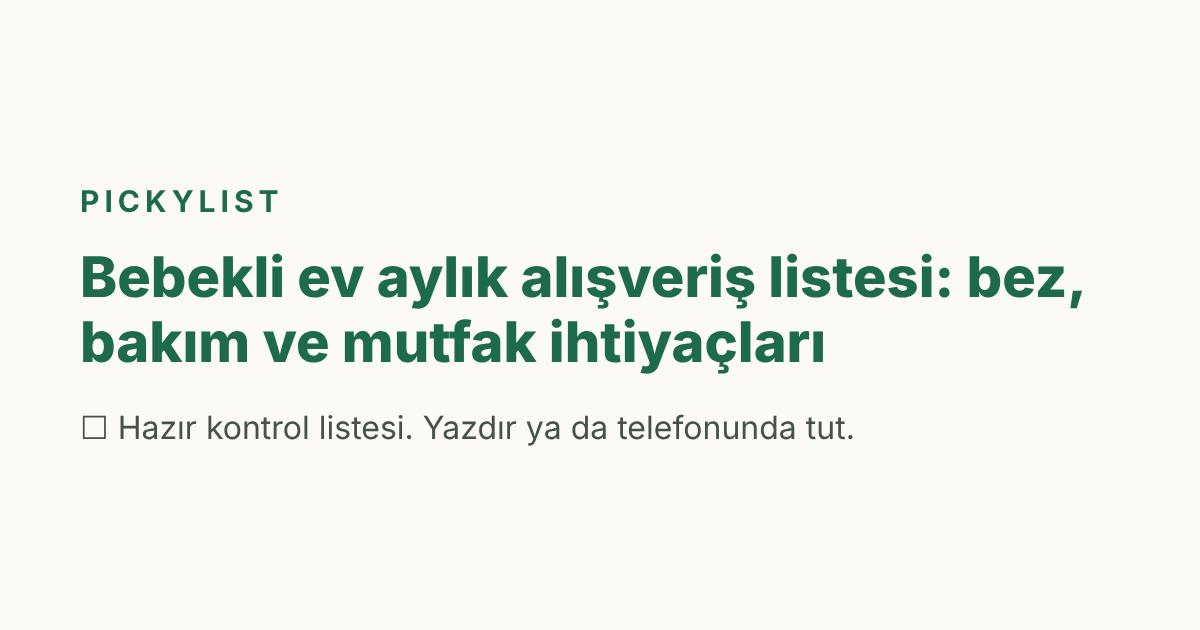 PICKYLIST
Bebekli ev aylık alışveriş listesi: bez,
bakım ve mutfak ihtiyaçları
☐ Hazır kontrol listesi. Yazdır ya da telefonunda tut.